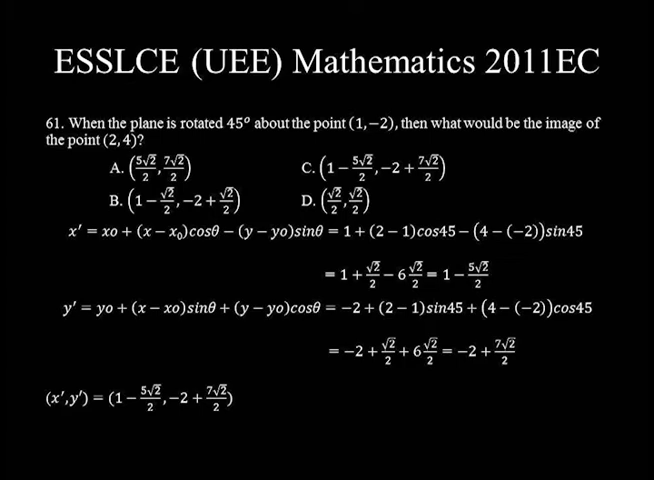 ESSLCE (UEE) Mathematics 2011EC
61. When the plane is rotated 45° about the point (1,−2), then what would be the image of
the point (2, 4)?
A. (5√2/2, 7√2/2) C. (1 − 5√2/2, −2 + 7√2/2)
B. (1 − √2/2, −2 + √2/2) D. (√2/2, √2/2)
x′ = xo + (x − x₀)cosθ − (y − yo)sinθ = 1 + (2 − 1)cos45 − (4 − (−2))sin45
= 1 + √2/2 − 6 √2/2 = 1 − 5√2/2
y′ = yo + (x − xo)sinθ + (y − yo)cosθ = −2 + (2 − 1)sin45 + (4 − (−2))cos45
= −2 + √2/2 + 6 √2/2 = −2 + 7√2/2
(x′,y′) = (1 − 5√2/2, −2 + 7√2/2)